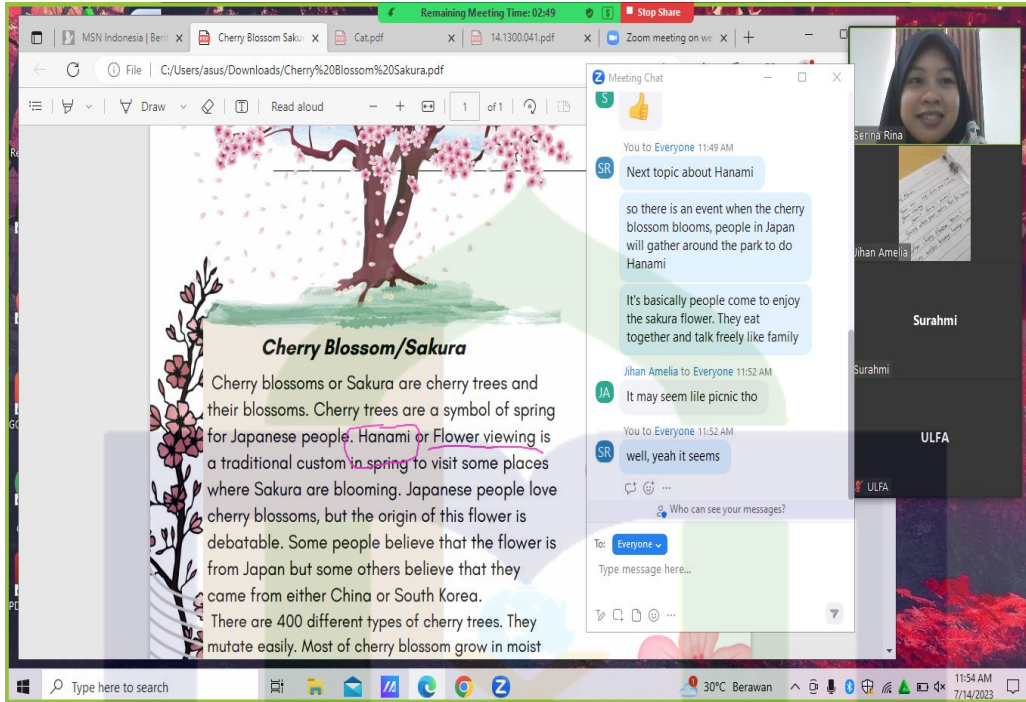 Remaining Meeting Time: 02:49
Stop Share
MSN Indonesia | Beri
Cherry Blossom Sakur
Cat.pdf
14.1300.041.pdf
Zoom meeting on we
File | C:/Users/asus/Downloads/Cherry%20Blossom%20Sakura.pdf
Draw
Read aloud
1 of 1
Cherry Blossom/Sakura
Cherry blossoms or Sakura are cherry trees and
their blossoms. Cherry trees are a symbol of spring
for Japanese people. Hanami or Flower viewing is
a traditional custom in spring to visit some places
where Sakura are blooming. Japanese people love
cherry blossoms, but the origin of this flower is
debatable. Some people believe that the flower is
from Japan but some others believe that they
came from either China or South Korea.
There are 400 different types of cherry trees. They
mutate easily. Most of cherry blossom grow in moist
Meeting Chat
S
You to Everyone 11:49 AM
SR
Next topic about Hanami
so there is an event when the cherry
blossom blooms, people in Japan
will gather around the park to do
Hanami
It's basically people come to enjoy
the sakura flower. They eat
together and talk freely like family
Jihan Amelia to Everyone 11:52 AM
JA
It may seem lile picnic tho
You to Everyone 11:52 AM
SR
well, yeah it seems
Who can see your messages?
To: Everyone
Type message here...
Serina Rina
Jihan Amelia
Surahmi
Surahmi
ULFA
ULFA
Type here to search
30°C Berawan
11:54 AM
7/14/2023